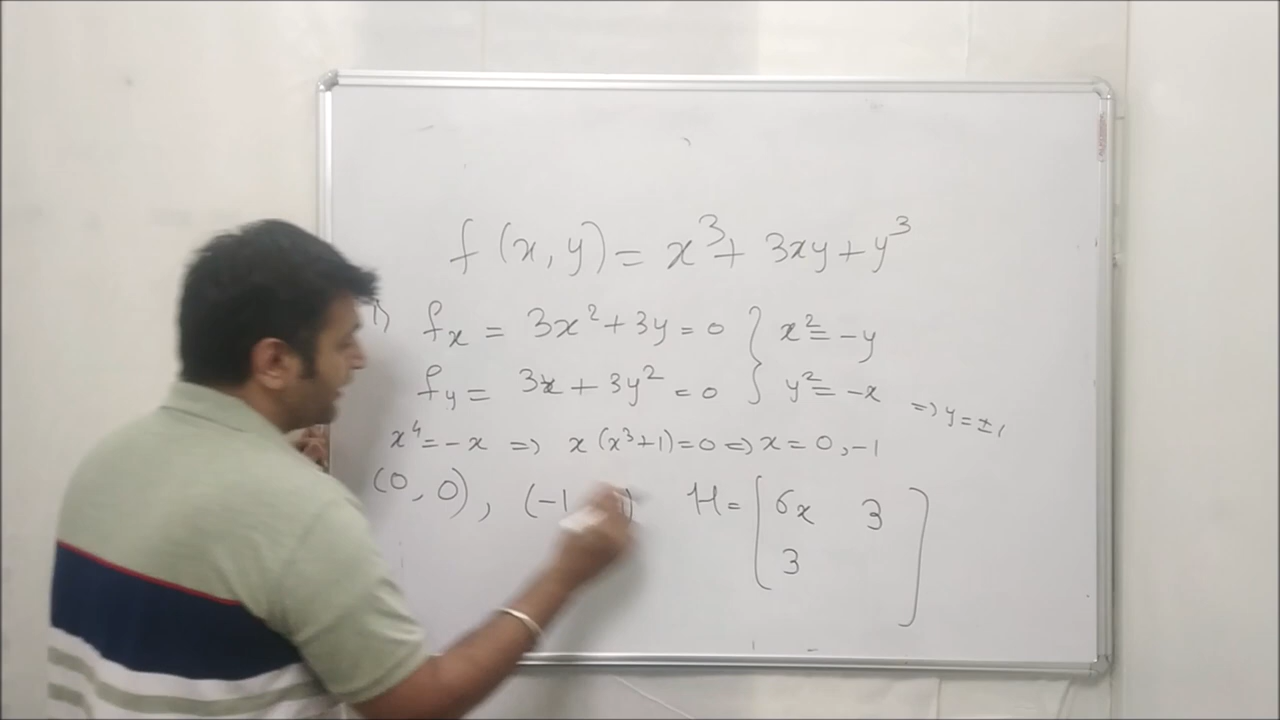 f(x,y) = x³ + 3xy + y³
1) fₓ = 3x² + 3y = 0 } x² = -y
f_y = 3x + 3y² = 0 } y² = -x
⇒ y = ±1
x⁴ = -x ⇒ x(x³+1) = 0 ⇒ x = 0, -1
(0, 0), (-1 ) H = [ 6x 3
3 ]